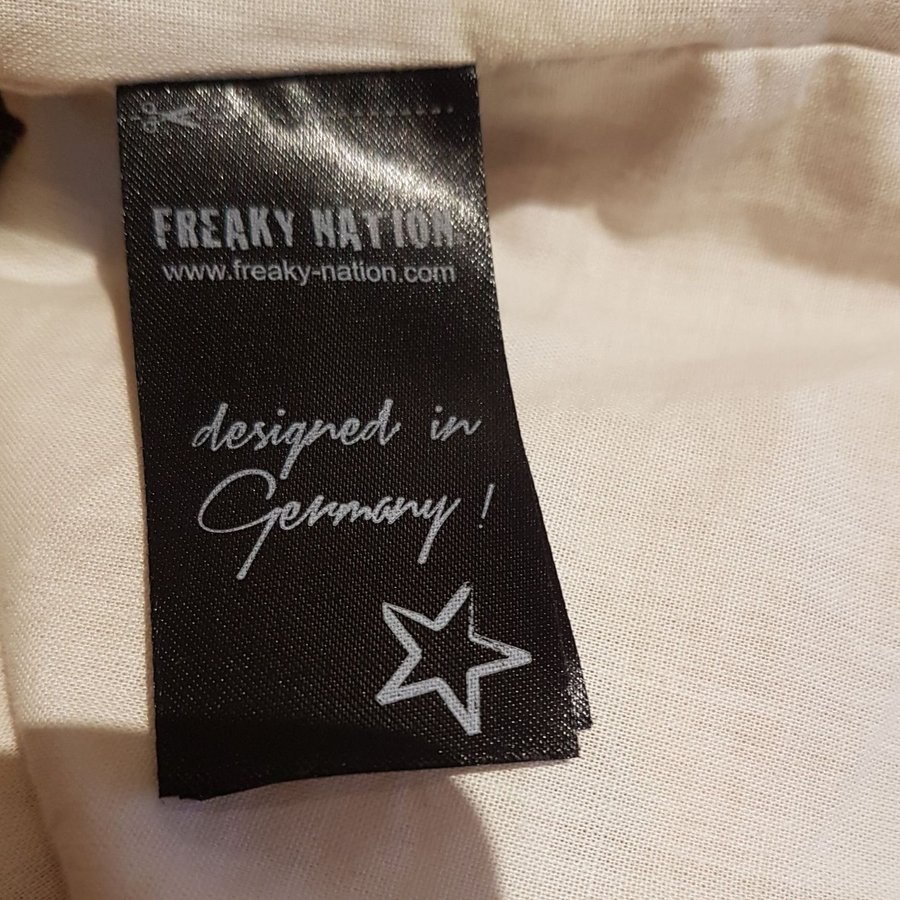 FREAKY NATION
www.freaky-nation.com
designed in
Germany !